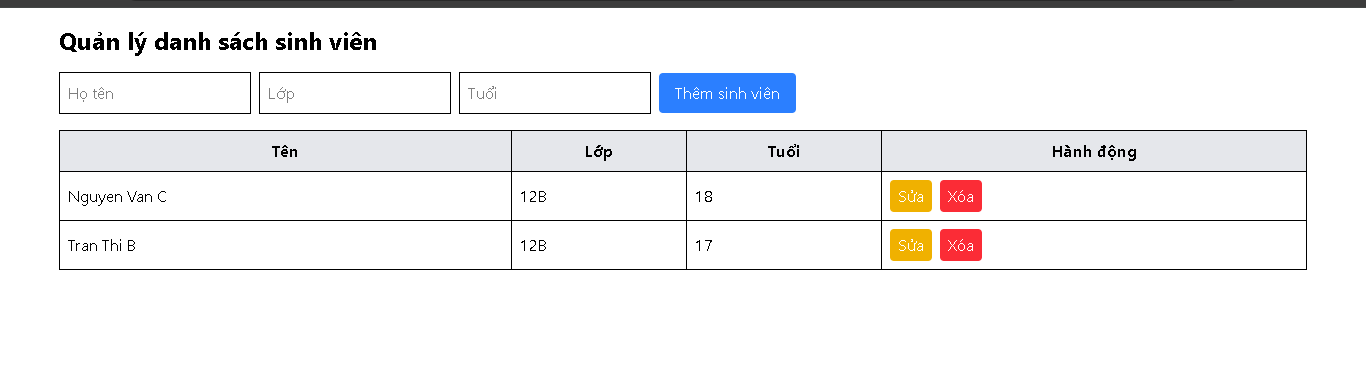 Quản lý danh sách sinh viên
Họ tên Lớp Tuổi Thêm sinh viên
Tên Lớp Tuổi Hành động
Nguyen Van C 12B 18 Sửa Xóa
Tran Thi B 12B 17 Sửa Xóa